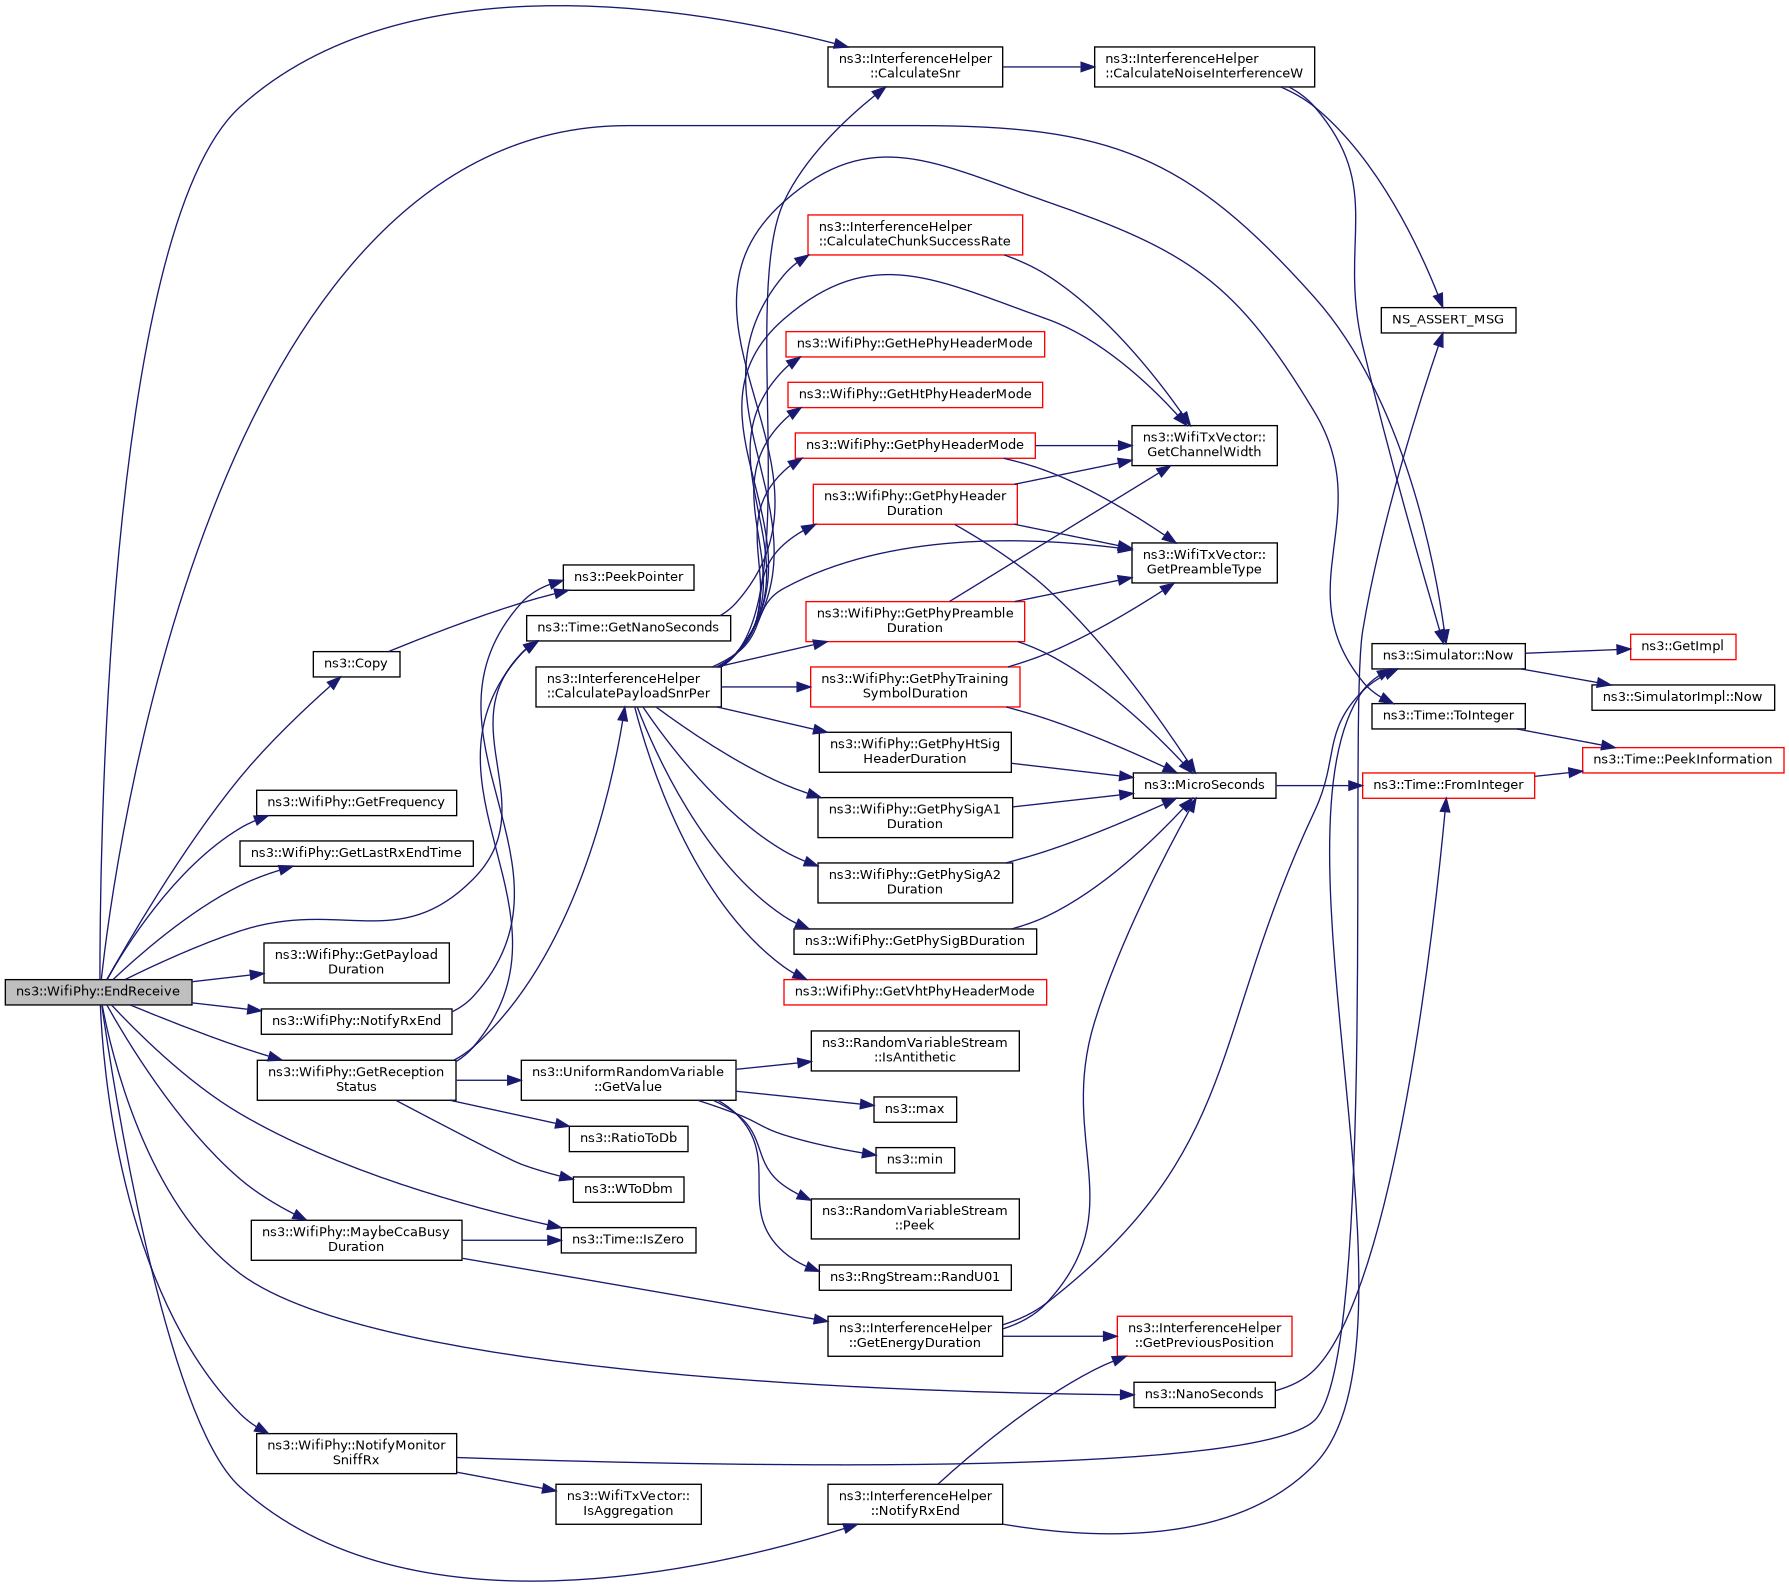 ns3::WifiPhy::EndReceive
ns3::Copy
ns3::WifiPhy::GetFrequency
ns3::WifiPhy::GetLastRxEndTime
ns3::WifiPhy::GetPayload
Duration
ns3::WifiPhy::NotifyRxEnd
ns3::WifiPhy::GetReception
Status
ns3::WifiPhy::MaybeCcaBusy
Duration
ns3::WifiPhy::NotifyMonitor
SniffRx
ns3::PeekPointer
ns3::Time::GetNanoSeconds
ns3::InterferenceHelper
::CalculatePayloadSnrPer
ns3::UniformRandomVariable
::GetValue
ns3::RatioToDb
ns3::WToDbm
ns3::Time::IsZero
ns3::WifiTxVector::
IsAggregation
ns3::InterferenceHelper
::CalculateSnr
ns3::InterferenceHelper
::CalculateChunkSuccessRate
ns3::WifiPhy::GetHePhyHeaderMode
ns3::WifiPhy::GetHtPhyHeaderMode
ns3::WifiPhy::GetPhyHeaderMode
ns3::WifiPhy::GetPhyHeader
Duration
ns3::WifiPhy::GetPhyPreamble
Duration
ns3::WifiPhy::GetPhyTraining
SymbolDuration
ns3::WifiPhy::GetPhyHtSig
HeaderDuration
ns3::WifiPhy::GetPhySigA1
Duration
ns3::WifiPhy::GetPhySigA2
Duration
ns3::WifiPhy::GetPhySigBDuration
ns3::WifiPhy::GetVhtPhyHeaderMode
ns3::RandomVariableStream
::IsAntithetic
ns3::max
ns3::min
ns3::RandomVariableStream
::Peek
ns3::RngStream::RandU01
ns3::InterferenceHelper
::GetEnergyDuration
ns3::InterferenceHelper
::NotifyRxEnd
ns3::InterferenceHelper
::CalculateNoiseInterferenceW
ns3::WifiTxVector::
GetChannelWidth
ns3::WifiTxVector::
GetPreambleType
ns3::MicroSeconds
ns3::InterferenceHelper
::GetPreviousPosition
ns3::NanoSeconds
NS_ASSERT_MSG
ns3::Simulator::Now
ns3::Time::ToInteger
ns3::Time::FromInteger
ns3::GetImpl
ns3::SimulatorImpl::Now
ns3::Time::PeekInformation